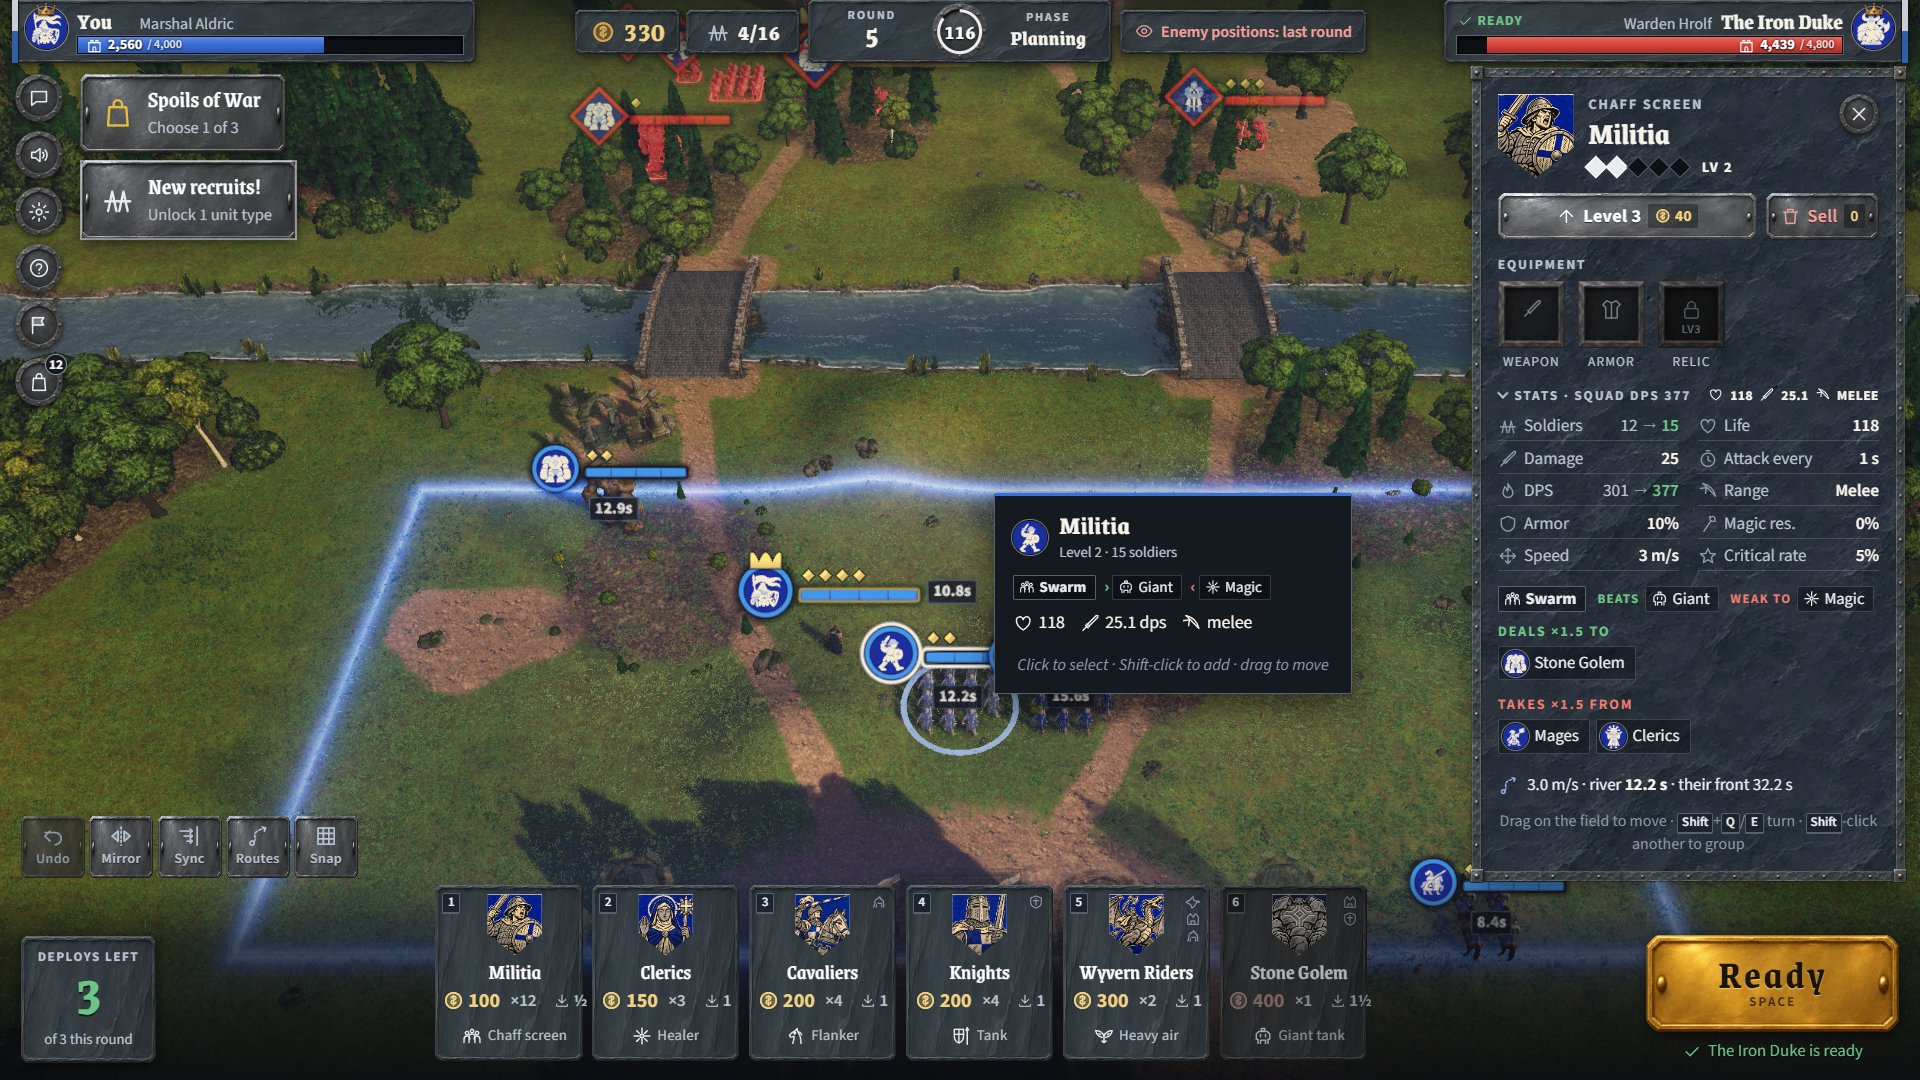 You Marshal Aldric
2,560 / 4,000
330
4/16
ROUND
5
116
PHASE
Planning
Enemy positions: last round
READY
Warden Hrolf The Iron Duke
4,439 / 4,800
Spoils of War
Choose 1 of 3
New recruits!
Unlock 1 unit type
12
CHAFF SCREEN
Militia
LV 2
Level 3 40
Sell 0
EQUIPMENT
LV3
WEAPON ARMOR RELIC
STATS · SQUAD DPS 377 118 25.1 MELEE
Soldiers 12 → 15 Life 118
Damage 25 Attack every 1 s
DPS 301 → 377 Range Melee
Armor 10% Magic res. 0%
Speed 3 m/s Critical rate 5%
Swarm BEATS Giant WEAK TO Magic
DEALS ×1.5 TO
Stone Golem
TAKES ×1.5 FROM
Mages Clerics
3.0 m/s · river 12.2 s · their front 32.2 s
Drag on the field to move · Shift + Q / E turn · Shift-click
another to group
12.9s
10.8s
12.2s
15.6s
8.4s
Militia
Level 2 · 15 soldiers
Swarm › Giant ‹ Magic
118 25.1 dps melee
Click to select · Shift-click to add · drag to move
Undo
Mirror
Sync
Routes
Snap
DEPLOYS LEFT
3
of 3 this round
1
Militia
100 ×12 ½
Chaff screen
2
Clerics
150 ×3 1
Healer
3
Cavaliers
200 ×4 1
Flanker
4
Knights
200 ×4 1
Tank
5
Wyvern Riders
300 ×2 1
Heavy air
6
Stone Golem
400 ×1 1½
Giant tank
Ready
SPACE
The Iron Duke is ready